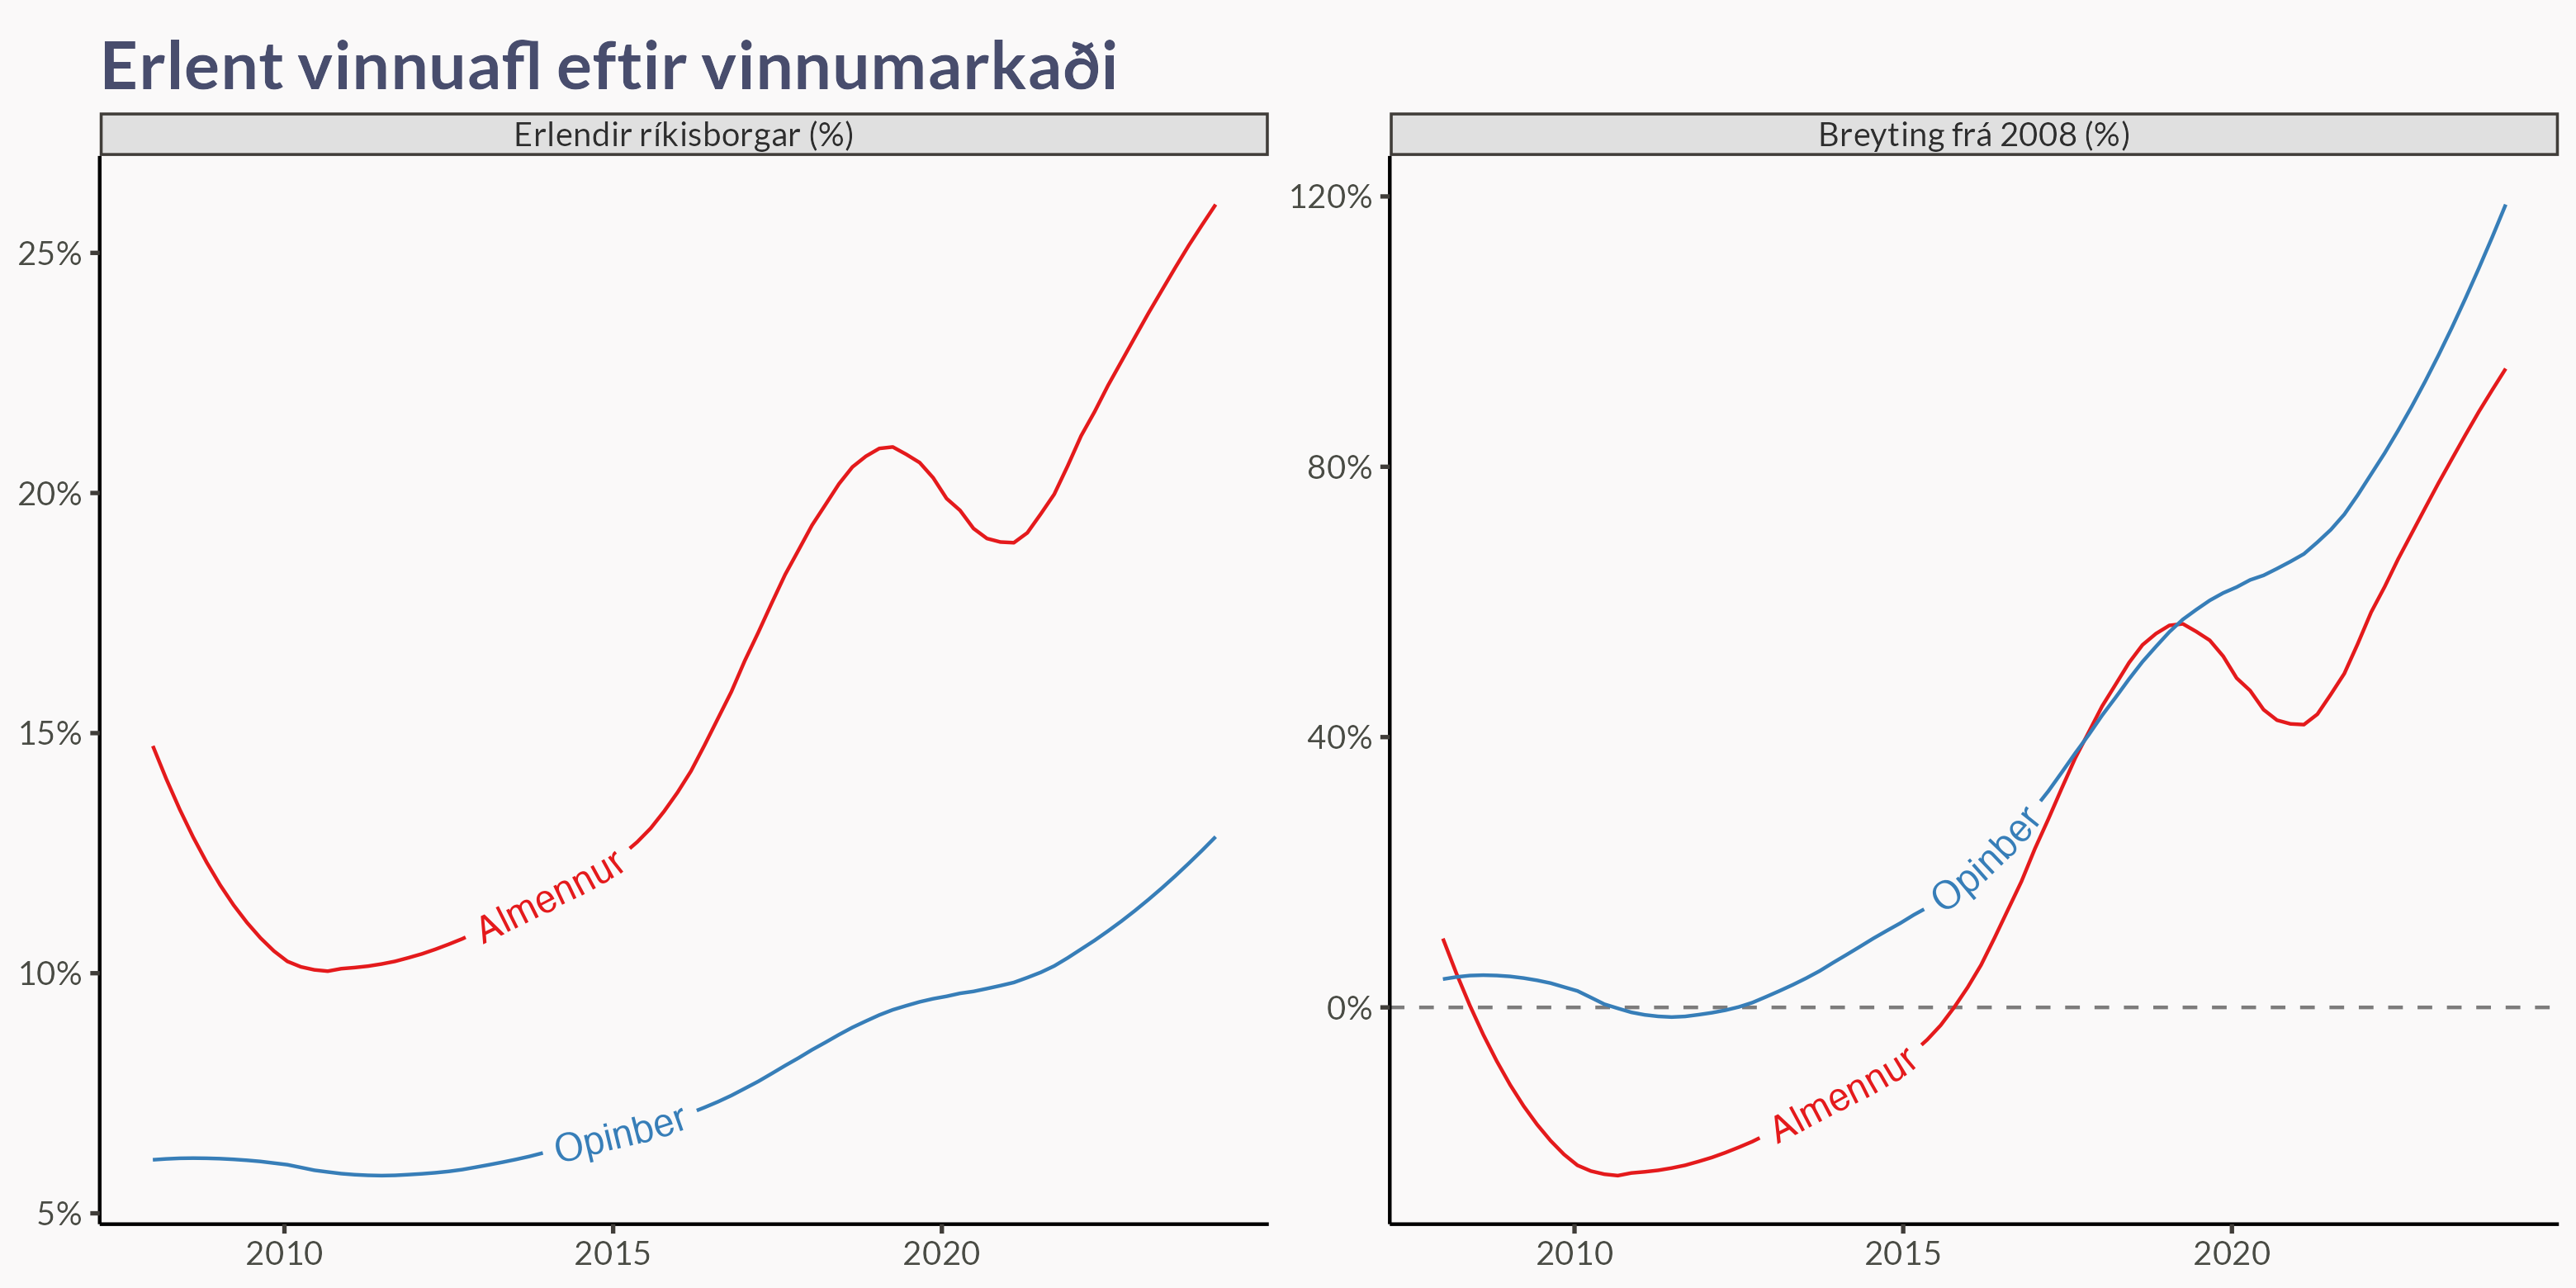 Erlent vinnuafl eftir vinnumarkaði
Erlendir ríkisborgar (%)
25%
20%
15%
10%
5%
Almennur
Opinber
2010 2015 2020
Breyting frá 2008 (%)
120%
80%
40%
0%
Opinber
Almennur
2010 2015 2020